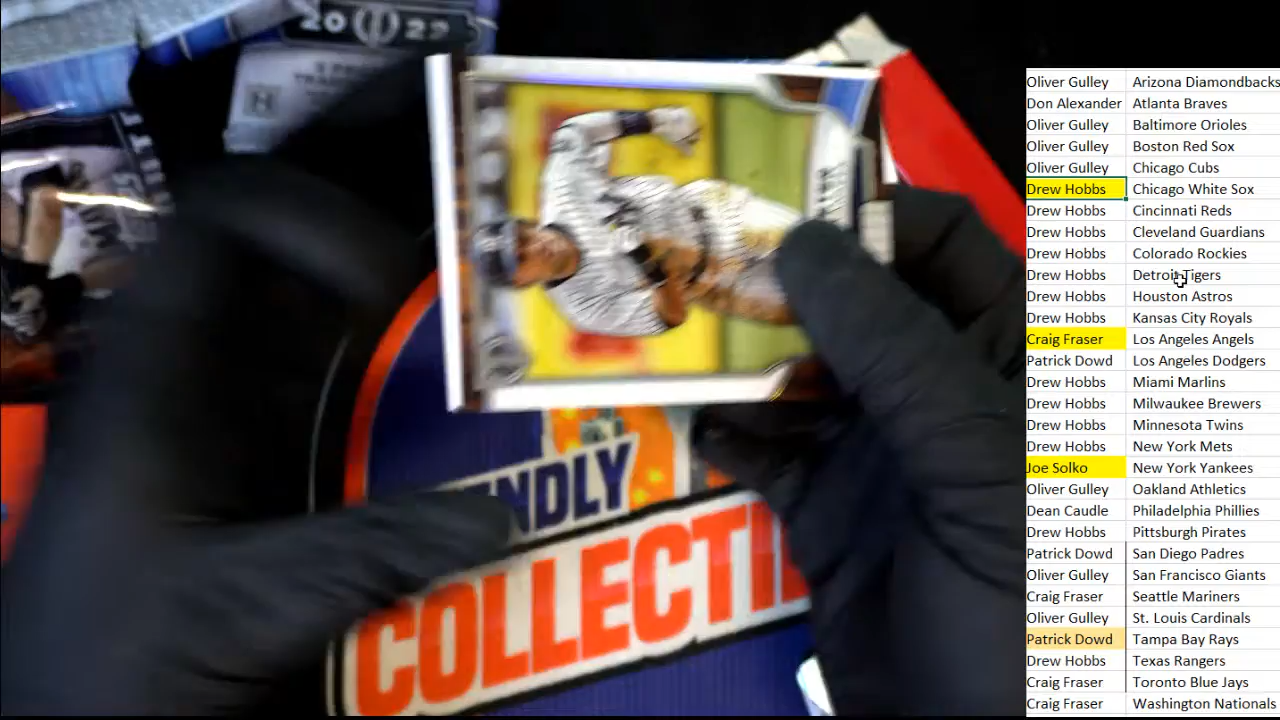 20 22
H
NDLY
COLLECTI
Oliver Gulley Arizona Diamondbacks
Don Alexander Atlanta Braves
Oliver Gulley Baltimore Orioles
Oliver Gulley Boston Red Sox
Oliver Gulley Chicago Cubs
Drew Hobbs Chicago White Sox
Drew Hobbs Cincinnati Reds
Drew Hobbs Cleveland Guardians
Drew Hobbs Colorado Rockies
Drew Hobbs Detroit Tigers
Drew Hobbs Houston Astros
Drew Hobbs Kansas City Royals
Craig Fraser Los Angeles Angels
Patrick Dowd Los Angeles Dodgers
Drew Hobbs Miami Marlins
Drew Hobbs Milwaukee Brewers
Drew Hobbs Minnesota Twins
Drew Hobbs New York Mets
Joe Solko New York Yankees
Oliver Gulley Oakland Athletics
Dean Caudle Philadelphia Phillies
Drew Hobbs Pittsburgh Pirates
Patrick Dowd San Diego Padres
Oliver Gulley San Francisco Giants
Craig Fraser Seattle Mariners
Oliver Gulley St. Louis Cardinals
Patrick Dowd Tampa Bay Rays
Drew Hobbs Texas Rangers
Craig Fraser Toronto Blue Jays
Craig Fraser Washington Nationals